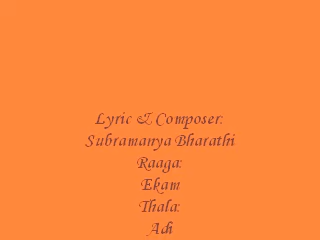 Lyric & Composer:
Subramanya Bharathi
Raaga:
Ekam
Thala:
Adi